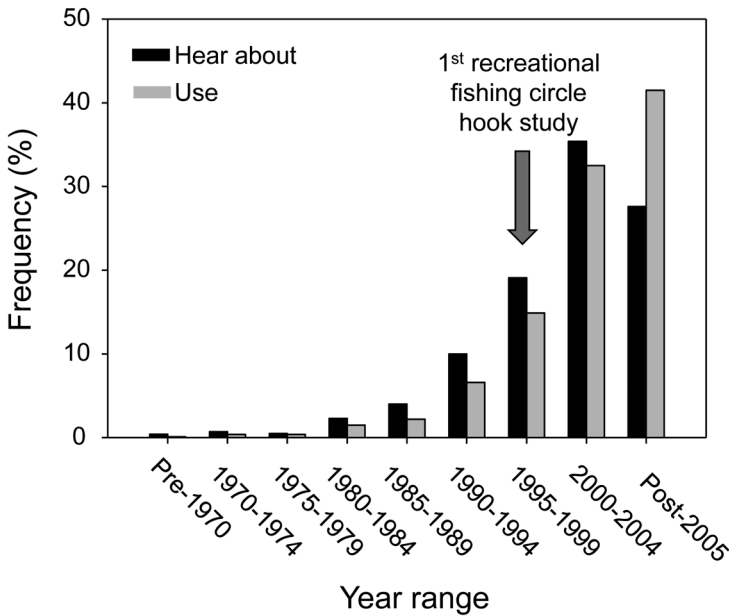 50
40
30
20
10
0
Frequency (%)
Hear about
Use
1st recreational
fishing circle
hook study
Pre-1970
1970-1974
1975-1979
1980-1984
1985-1989
1990-1994
1995-1999
2000-2004
Post-2005
Year range